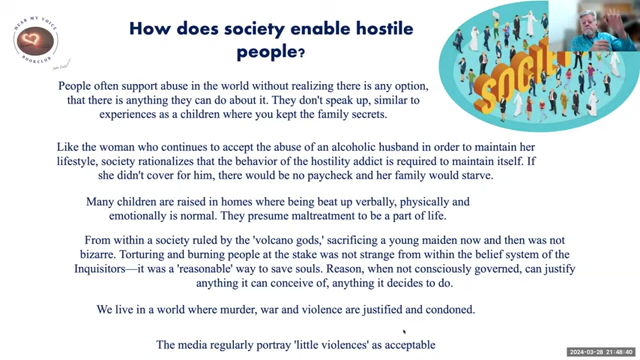 HEAR MY VOICE
BOOKCLUB
How does society enable hostile
people?
SOCIETY
People often support abuse in the world without realizing there is any option,
that there is anything they can do about it. They don't speak up, similar to
experiences as a children where you kept the family secrets.
Like the woman who continues to accept the abuse of an alcoholic husband in order to maintain her
lifestyle, society rationalizes that the behavior of the hostility addict is required to maintain itself. If
she didn't cover for him, there would be no paycheck and her family would starve.
Many children are raised in homes where being beat up verbally, physically and
emotionally is normal. They presume maltreatment to be a part of life.
From within a society ruled by the 'volcano gods,' sacrificing a young maiden now and then was not
bizarre. Torturing and burning people at the stake was not strange from within the belief system of the
Inquisitors—it was a 'reasonable' way to save souls. Reason, when not consciously governed, can justify
anything it can conceive of, anything it decides to do.
We live in a world where murder, war and violence are justified and condoned.
The media regularly portray 'little violences' as acceptable
2024-03-28 21:48:40